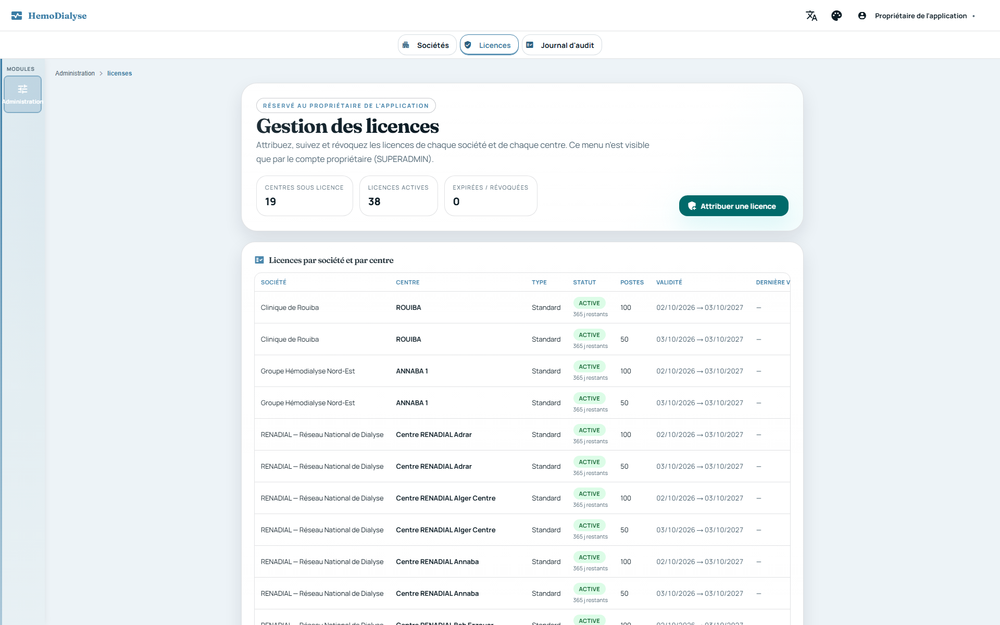 HemoDialyse
Propriétaire de l'application
Sociétés
Licences
Journal d'audit
MODULES
Administration
Administration > licenses
RÉSERVÉ AU PROPRIÉTAIRE DE L'APPLICATION
Gestion des licences
Attribuez, suivez et révoquez les licences de chaque société et de chaque centre. Ce menu n'est visible
que par le compte propriétaire (SUPERADMIN).
CENTRES SOUS LICENCE
19
LICENCES ACTIVES
38
EXPIRÉES / RÉVOQUÉES
0
Attribuer une licence
Licences par société et par centre
SOCIÉTÉ CENTRE TYPE STATUT POSTES VALIDITÉ DERNIÈRE V
Clinique de Rouiba ROUIBA Standard ACTIVE 100 02/10/2026 → 03/10/2027 —
365 j restants
Clinique de Rouiba ROUIBA Standard ACTIVE 50 03/10/2026 → 03/10/2027 —
365 j restants
Groupe Hémodialyse Nord-Est ANNABA 1 Standard ACTIVE 100 02/10/2026 → 03/10/2027 —
365 j restants
Groupe Hémodialyse Nord-Est ANNABA 1 Standard ACTIVE 50 03/10/2026 → 03/10/2027 —
365 j restants
RENADIAL — Réseau National de Dialyse Centre RENADIAL Adrar Standard ACTIVE 100 02/10/2026 → 03/10/2027 —
365 j restants
RENADIAL — Réseau National de Dialyse Centre RENADIAL Adrar Standard ACTIVE 50 03/10/2026 → 03/10/2027 —
365 j restants
RENADIAL — Réseau National de Dialyse Centre RENADIAL Alger Centre Standard ACTIVE 100 02/10/2026 → 03/10/2027 —
365 j restants
RENADIAL — Réseau National de Dialyse Centre RENADIAL Alger Centre Standard ACTIVE 50 03/10/2026 → 03/10/2027 —
365 j restants
RENADIAL — Réseau National de Dialyse Centre RENADIAL Annaba Standard ACTIVE 100 02/10/2026 → 03/10/2027 —
365 j restants
RENADIAL — Réseau National de Dialyse Centre RENADIAL Annaba Standard ACTIVE 50 03/10/2026 → 03/10/2027 —
365 j restants
RENADIAL — Réseau National de Dialyse Centre RENADIAL Bab Ezzouar Standard ACTIVE 100 02/10/2026 → 03/10/2027